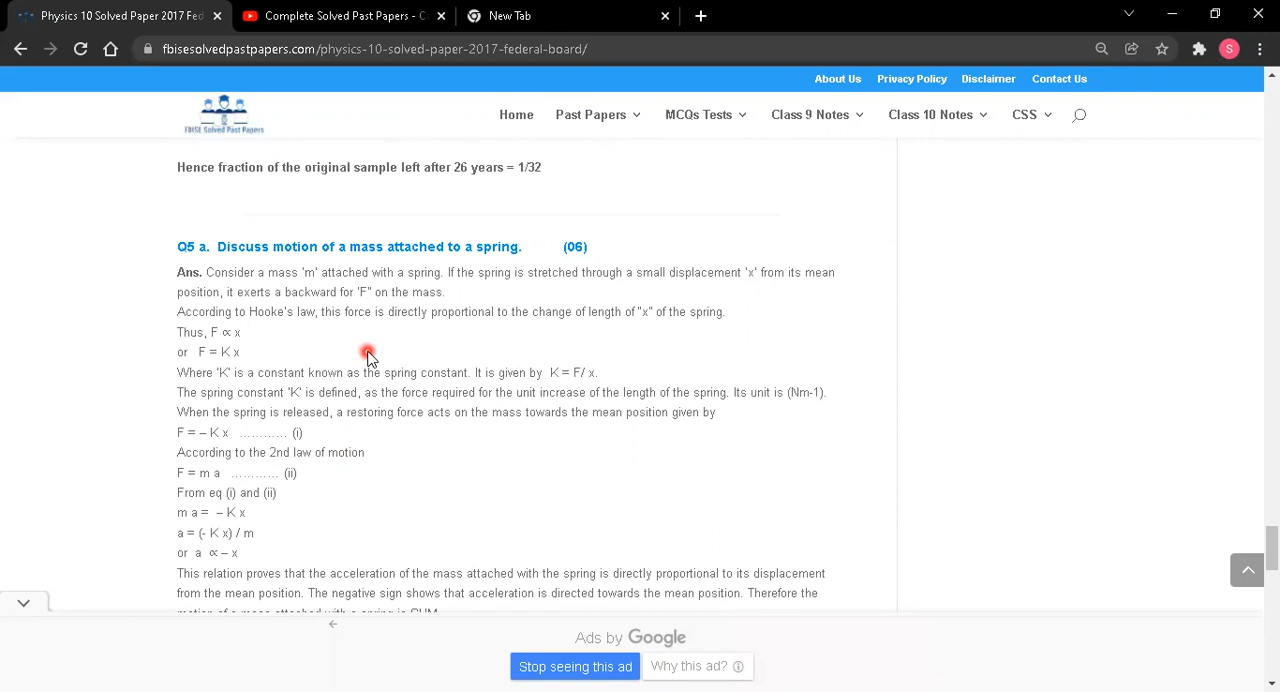 Physics 10 Solved Paper 2017 Fed
Complete Solved Past Papers - C
New Tab
fbisesolvedpastpapers.com/physics-10-solved-paper-2017-federal-board/
S
About Us Privacy Policy Disclaimer Contact Us
FBISE Solved Past Papers
Home Past Papers MCQs Tests Class 9 Notes Class 10 Notes CSS
Hence fraction of the original sample left after 26 years = 1/32
Q5 a. Discuss motion of a mass attached to a spring. (06)
Ans. Consider a mass 'm' attached with a spring. If the spring is stretched through a small displacement 'x' from its mean
position, it exerts a backward for 'F" on the mass.
According to Hooke's law, this force is directly proportional to the change of length of "x" of the spring.
Thus, F ∝ x
or F = K x
Where 'K' is a constant known as the spring constant. It is given by K = F/ x.
The spring constant 'K' is defined, as the force required for the unit increase of the length of the spring. Its unit is (Nm-1).
When the spring is released, a restoring force acts on the mass towards the mean position given by
F = – K x ………… (i)
According to the 2nd law of motion
F = m a ………… (ii)
From eq (i) and (ii)
m a = – K x
a = (- K x) / m
or a ∝ – x
This relation proves that the acceleration of the mass attached with the spring is directly proportional to its displacement
from the mean position. The negative sign shows that acceleration is directed towards the mean position. Therefore the
motion of a mass attached with a spring is SHM.
Ads by Google
Stop seeing this ad
Why this ad?